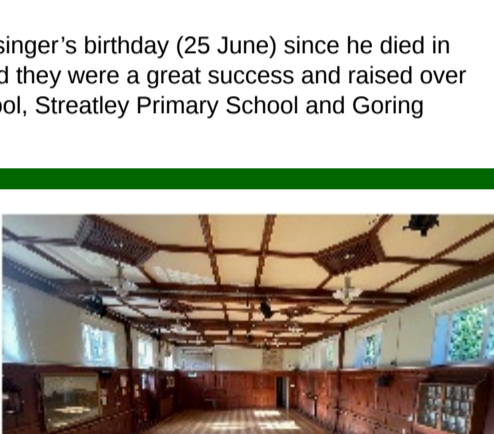 singer's birthday (25 June) since he died in
they were a great success and raised over
Streatley Primary School and Goring